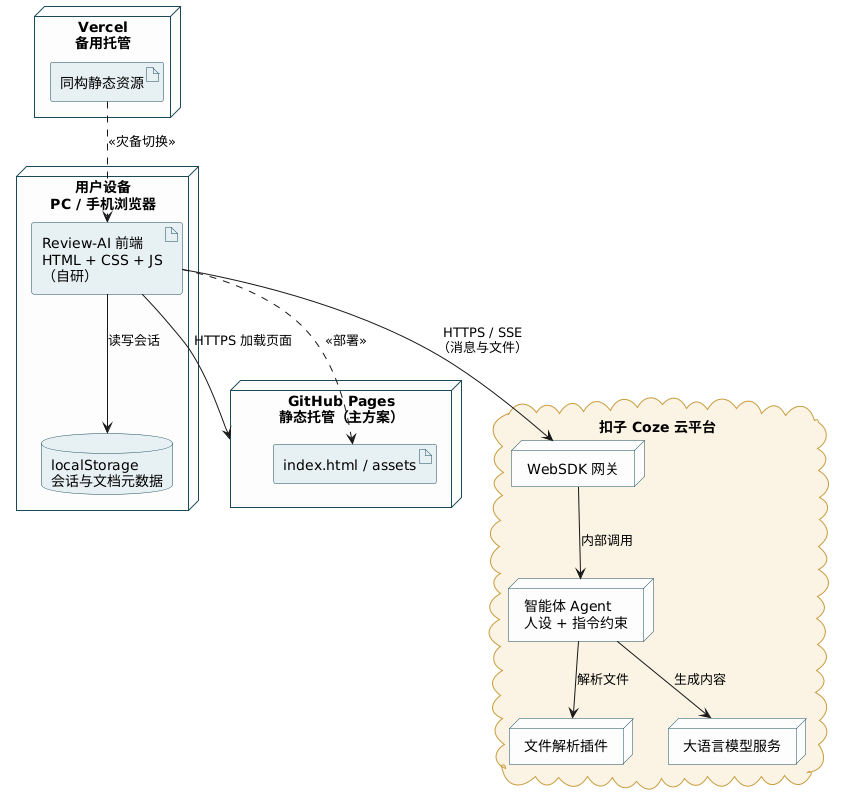 Vercel
备用托管
同构静态资源
«灾备切换»
用户设备
PC / 手机浏览器
Review-AI 前端
HTML + CSS + JS
（自研）
读写会话
HTTPS 加载页面
«部署»
HTTPS / SSE
（消息与文件）
localStorage
会话与文档元数据
GitHub Pages
静态托管（主方案）
index.html / assets
扣子 Coze 云平台
WebSDK 网关
内部调用
智能体 Agent
人设 + 指令约束
解析文件
生成内容
文件解析插件
大语言模型服务